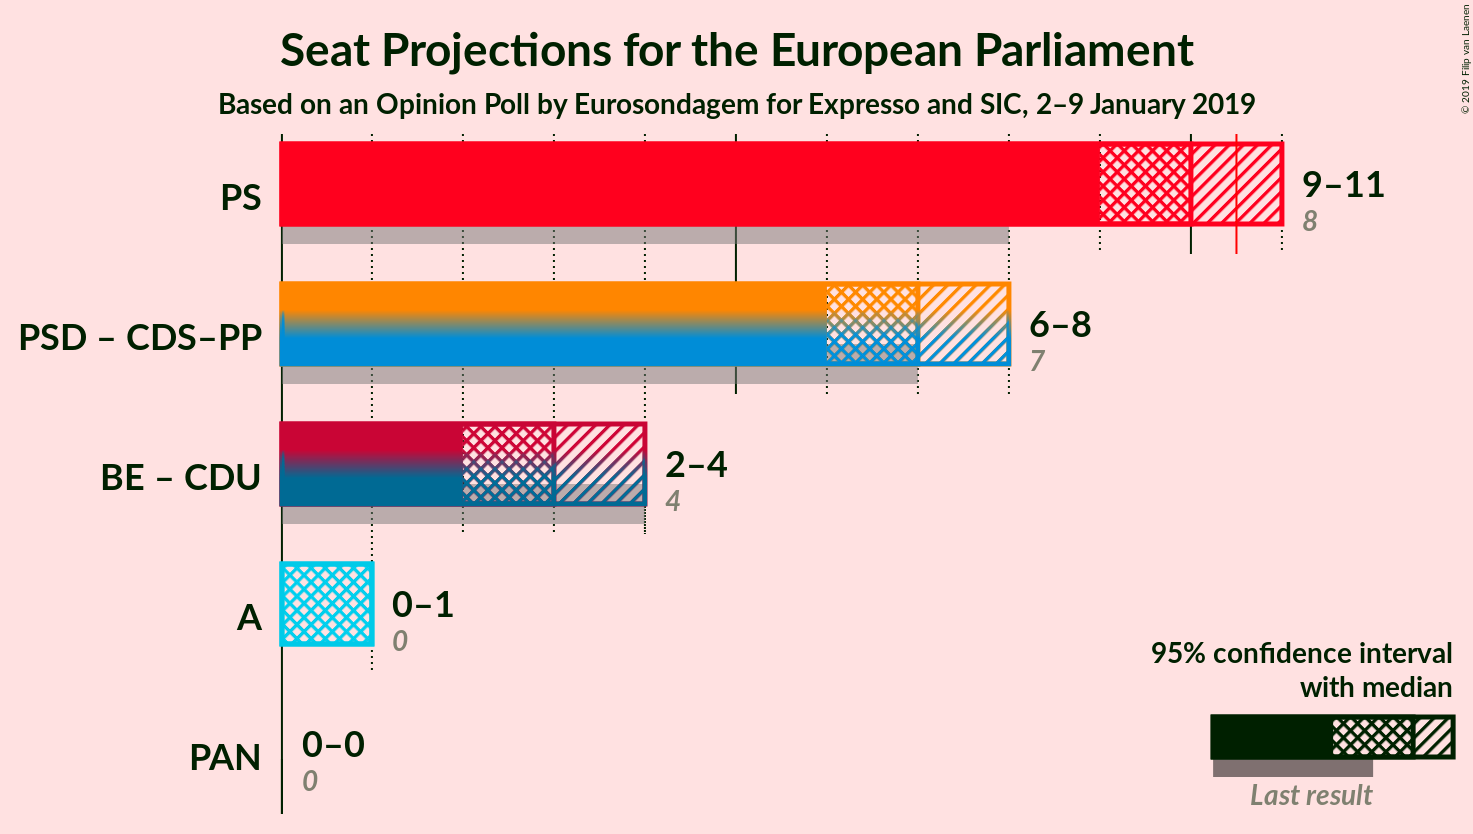 Seat Projections for the European Parliament
Based on an Opinion Poll by Eurosondagem for Expresso and SIC, 2–9 January 2019
© 2019 Filip van Laenen
PS
9–11
8
PSD – CDS–PP
6–8
7
BE – CDU
2–4
4
A
0–1
0
PAN
0–0
0
95% confidence interval
with median
Last result